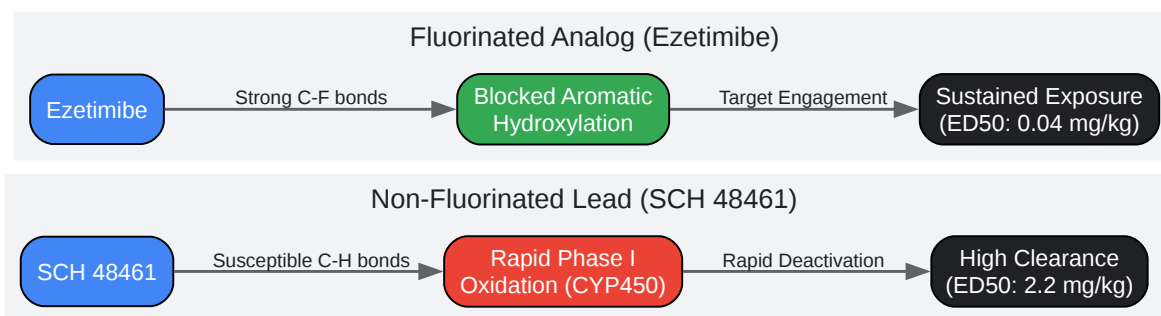 Fluorinated Analog (Ezetimibe)
Ezetimibe
Strong C-F bonds
Blocked Aromatic
Hydroxylation
Target Engagement
Sustained Exposure
(ED50: 0.04 mg/kg)
Non-Fluorinated Lead (SCH 48461)
SCH 48461
Susceptible C-H bonds
Rapid Phase I
Oxidation (CYP450)
Rapid Deactivation
High Clearance
(ED50: 2.2 mg/kg)